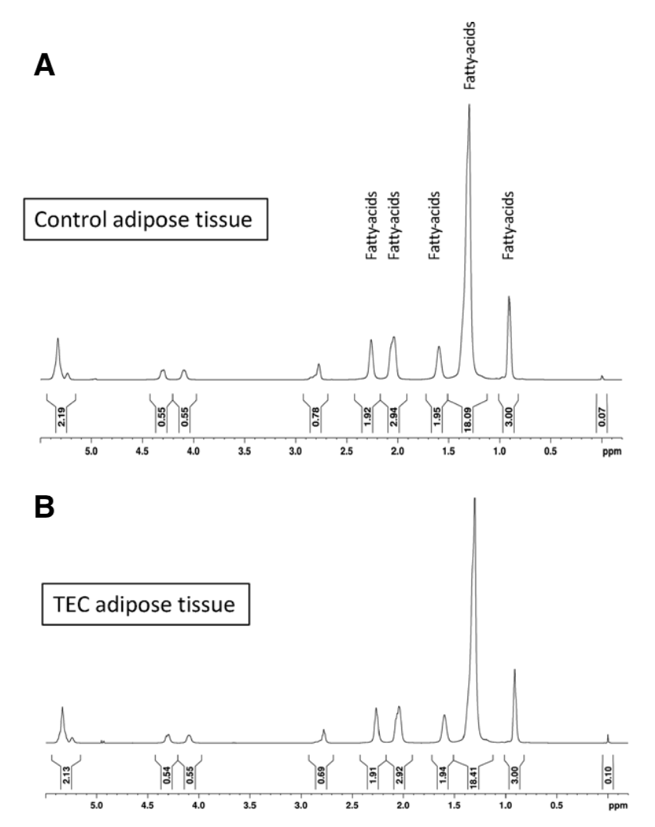 A
Fatty-acids
Fatty-acids
Fatty-acids
Fatty-acids
Fatty-acids
Control adipose tissue
2.19
0.55
0.55
0.78
1.92
2.94
1.95
18.09
3.00
0.07
5.0 4.5 4.0 3.5 3.0 2.5 2.0 1.5 1.0 0.5 ppm
B
TEC adipose tissue
2.13
0.54
0.55
0.69
1.91
2.92
1.94
18.41
3.00
0.10
5.0 4.5 4.0 3.5 3.0 2.5 2.0 1.5 1.0 0.5 ppm